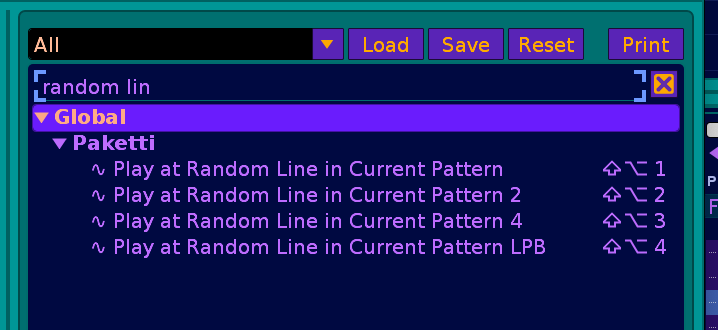 All Load Save Reset Print
random lin
Global
Paketti
Play at Random Line in Current Pattern ⇧⌥ 1
Play at Random Line in Current Pattern 2 ⇧⌥ 2
Play at Random Line in Current Pattern 4 ⇧⌥ 3
Play at Random Line in Current Pattern LPB ⇧⌥ 4
P
F